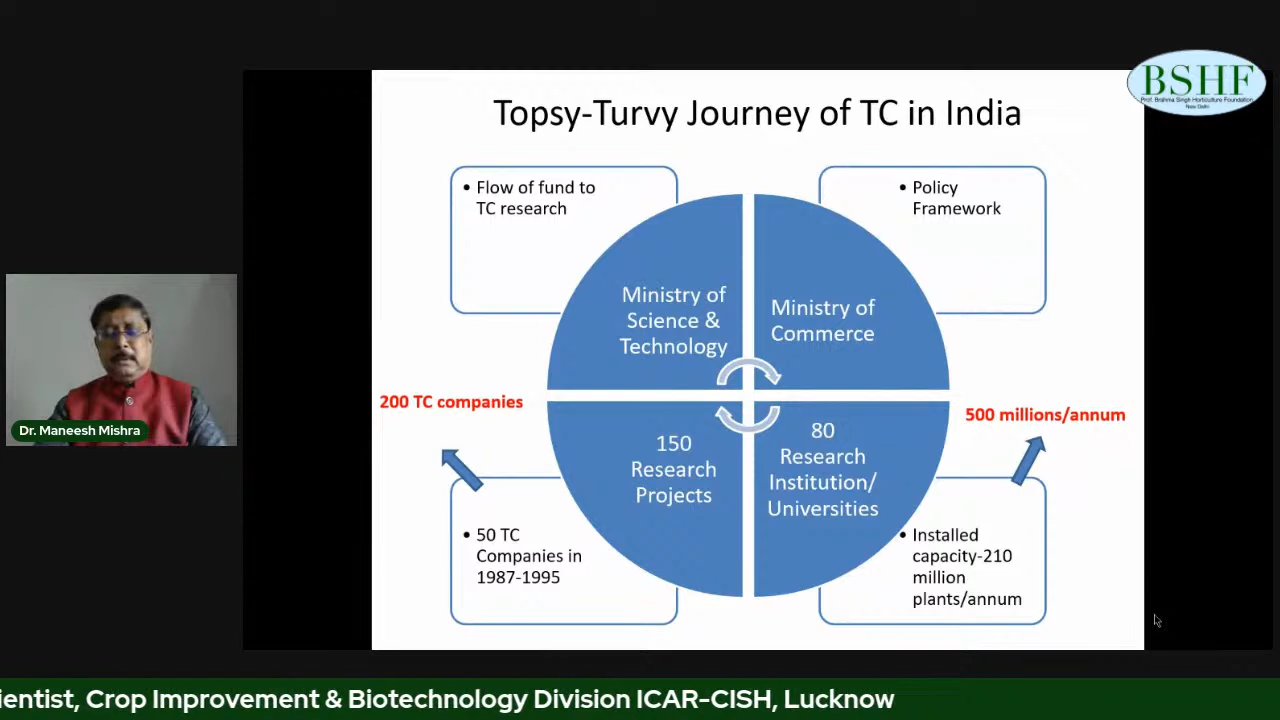 BSHF
Prof. Brahma Singh Horticulture Foundation
New Delhi
Topsy-Turvy Journey of TC in India
• Flow of fund to
TC research
• Policy
Framework
Ministry of
Science &
Technology
Ministry of
Commerce
200 TC companies
500 millions/annum
150
Research
Projects
80
Research
Institution/
Universities
• 50 TC
Companies in
1987-1995
• Installed
capacity-210
million
plants/annum
Dr. Maneesh Mishra
ientist, Crop Improvement & Biotechnology Division ICAR-CISH, Lucknow